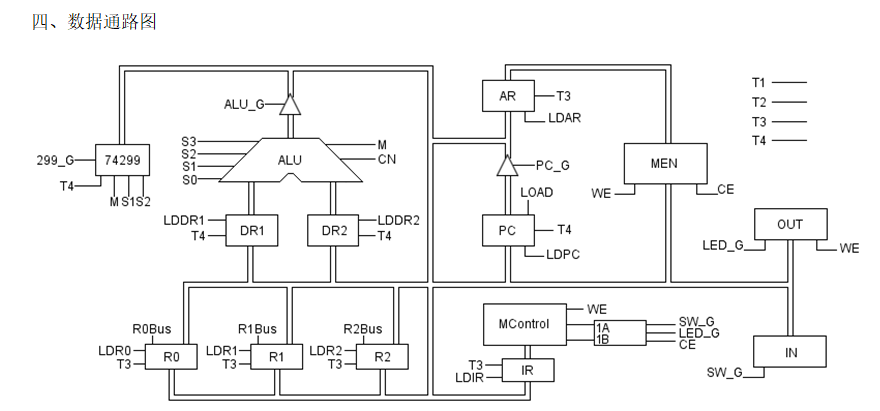 四、数据通路图
T1
AR
T3
ALU_G
T2
LDAR
T3
S3
M
T4
S2
ALU
CN
299_G
74299
S1
PC_G
MEN
T4
S0
LOAD
WE
CE
M S1 S2
LDDR1
LDDR2
OUT
DR1
DR2
PC
T4
T4
T4
LED_G
WE
LDPC
WE
R0Bus
R1Bus
R2Bus
MControl
1A
SW_G
LED_G
1B
CE
LDR0
R0
LDR1
R1
LDR2
R2
IN
T3
T3
T3
T3
IR
LDIR
SW_G